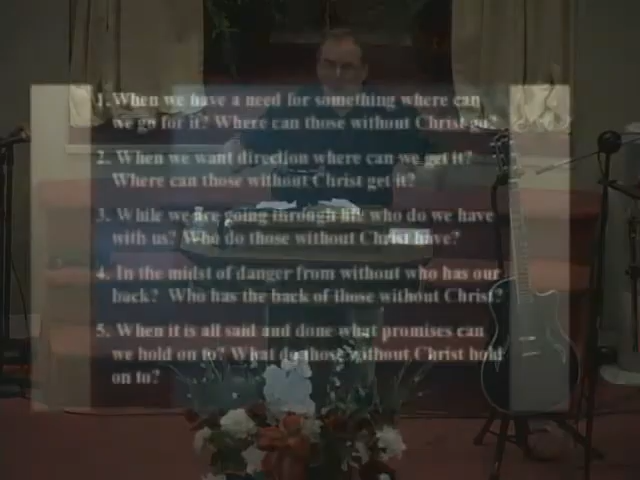 1. When we have a need for something where can
we go for it? Where can those without Christ go?
2. When we want direction where can we get it?
Where can those without Christ get it?
3. While we are going through life who do we have
with us? Who do those without Christ have?
4. In the midst of danger from without who has our
back? Who has the back of those without Christ?
5. When it is all said and done what promises can
we hold on to? What do those without Christ hold
on to?